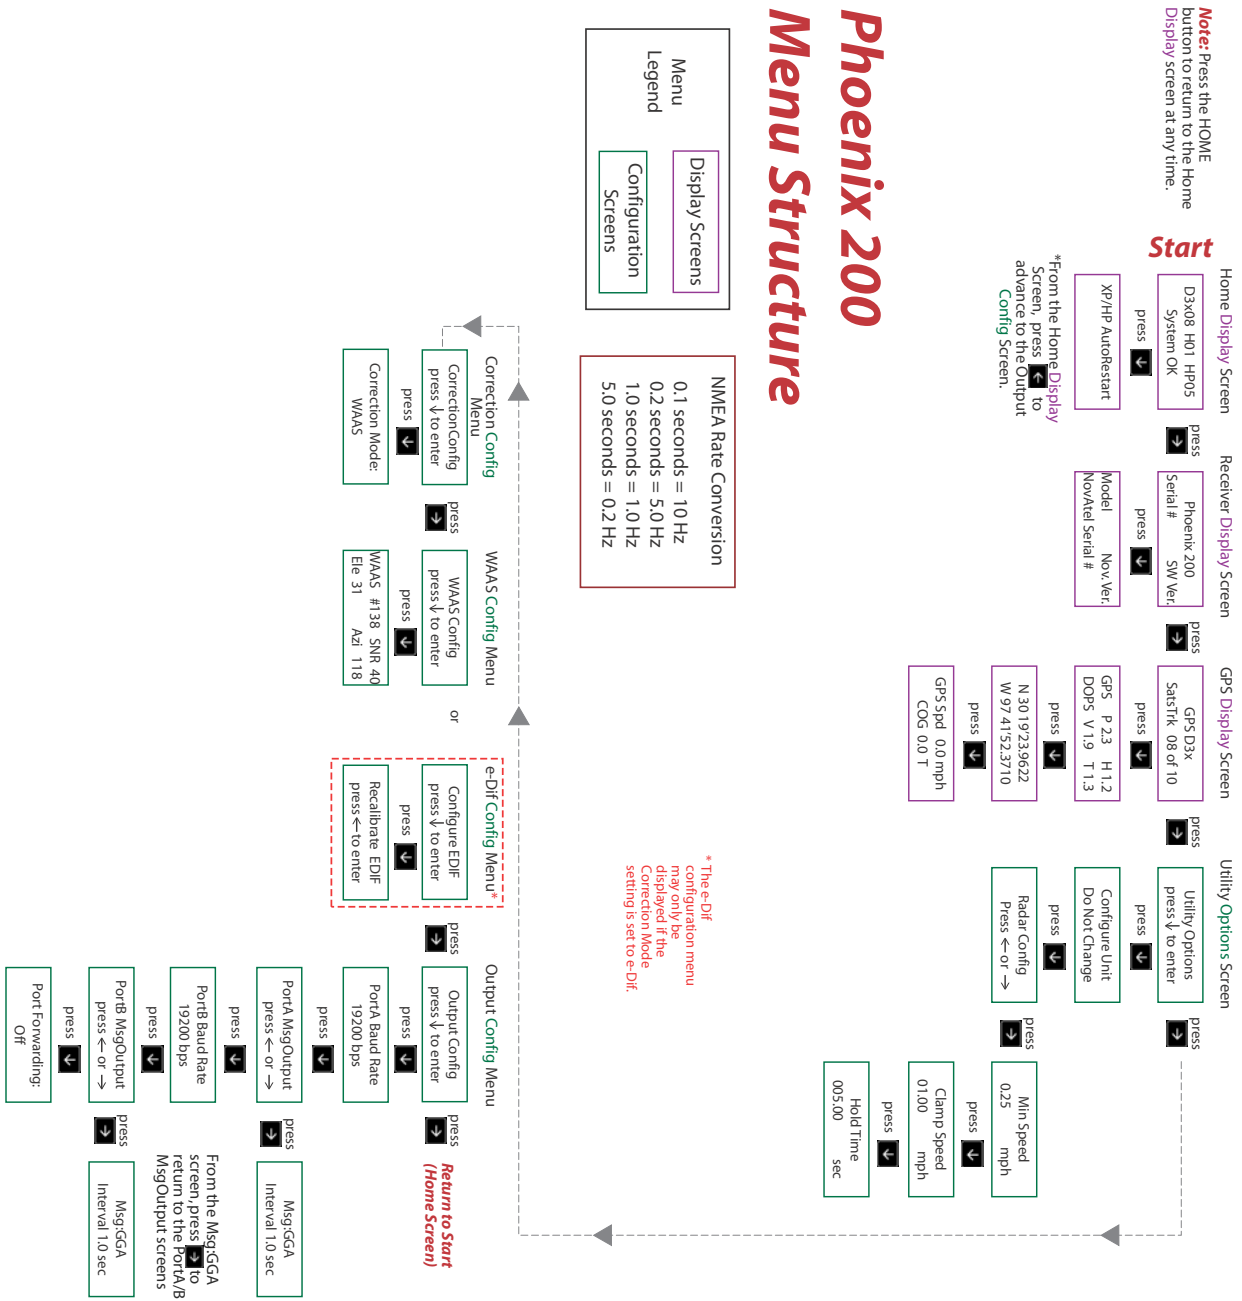 Phoenix 200
Menu Structure
Note: Press the HOME
button to return to the Home
Display screen at any time.
Start
Home Display Screen
D3x08 H01 HP05
System OK
press
XP/HP AutoRestart
*From the Home Display
Screen, press ← to
advance to the Output
Config Screen.
press
Receiver Display Screen
Phoenix 200
Serial # SW Ver.
press
Model Nov. Ver.
NovAtel Serial #
press
GPS Display Screen
GPS D3x
SatsTrk 08 of 10
press
GPS P 2.3 H 1.2
DOPS V 1.9 T 1.3
press
N 30 19'23.9622
W 97 41'52.3710
press
GPS Spd 0.0 mph
COG 0.0 T
press
Utility Options Screen
Utility Options
press ↓ to enter
press
Configure Unit
Do Not Change
press
Radar Config
Press ← or →
press
press
Min Speed
0.25 mph
press
Clamp Speed
01.00 mph
press
Hold Time
005.00 sec
Menu
Legend
Display Screens
Configuration
Screens
NMEA Rate Conversion
0.1 seconds = 10 Hz
0.2 seconds = 5.0 Hz
1.0 seconds = 1.0 Hz
5.0 seconds = 0.2 Hz
* The e-Dif
configuration menu
may only be
displayed if the
Correction Mode
setting is set to e-Dif.
Correction Config
Menu
CorrectionConfig
press ↓ to enter
press
Correction Mode:
WAAS
press
WAAS Config Menu
WAAS Config
press ↓ to enter
press
WAAS #138 SNR 40
Ele 31 Azi 118
or
e-Dif Config Menu*
Configure EDIF
press ↓ to enter
press
Recalibrate EDIF
press ← to enter
press
Output Config Menu
Output Config
press ↓ to enter
press
PortA Baud Rate
19200 bps
press
PortA MsgOutput
press ← or →
press
PortB Baud Rate
19200 bps
press
PortB MsgOutput
press ← or →
press
Port Forwarding:
Off
press
Return to Start
(Home Screen)
press
Msg:GGA
Interval 1.0 sec
From the Msg:GGA
screen,press → to
return to the PortA/B
MsgOutput screens
press
Msg:GGA
Interval 1.0 sec